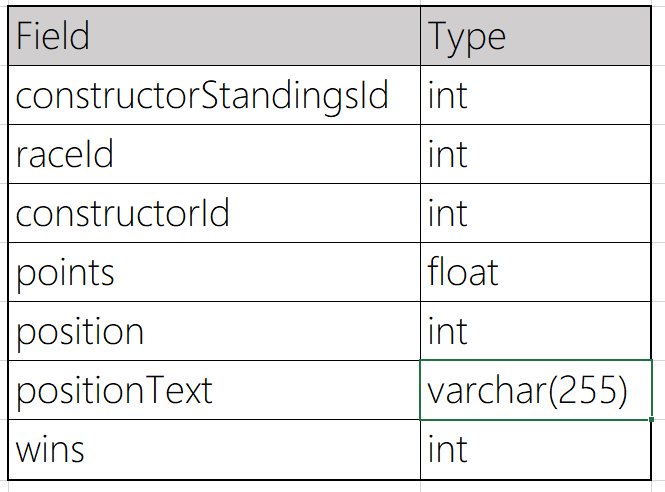 Field Type
constructorStandingsId int
raceId int
constructorId int
points float
position int
positionText varchar(255)
wins int